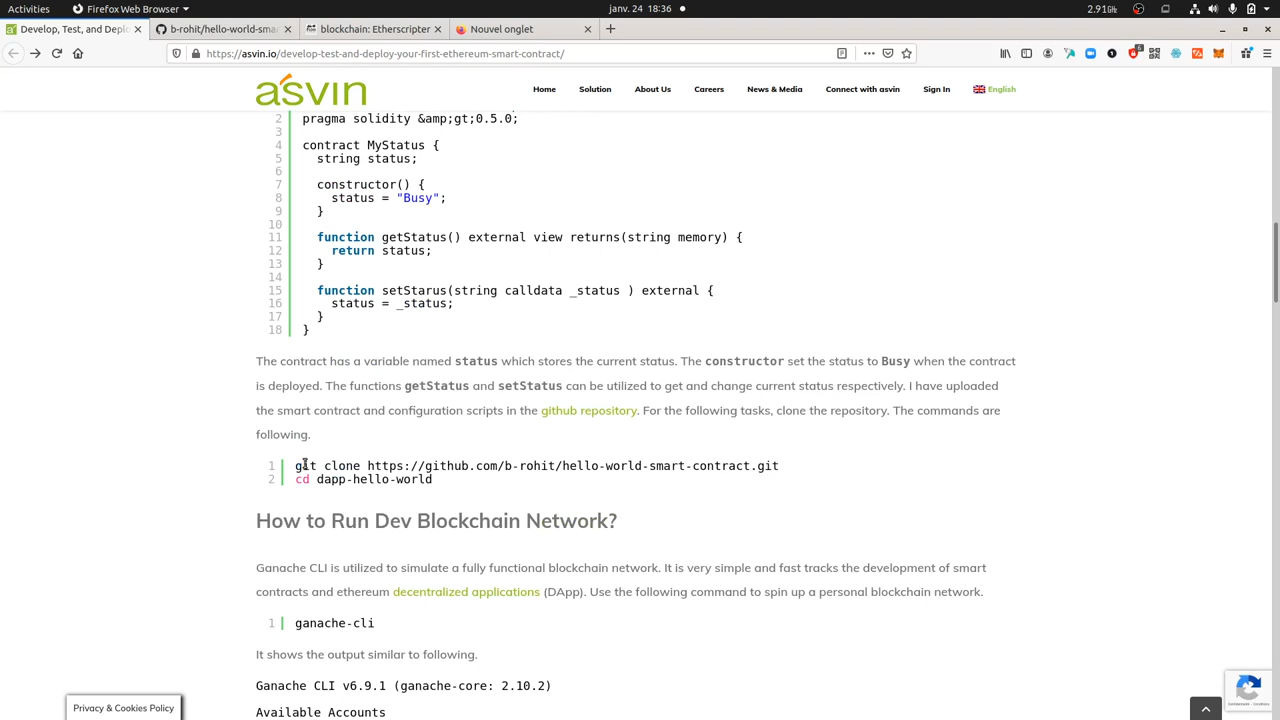 Activities
Firefox Web Browser
janv. 24 18:36
2.91 GiB
Develop, Test, and Deplo
b-rohit/hello-world-sma
blockchain: Etherscripter
Nouvel onglet
https://asvin.io/develop-test-and-deploy-your-first-ethereum-smart-contract/
asvin
Home Solution About Us Careers News & Media Connect with asvin Sign In English
2 pragma solidity &amp;gt;0.5.0;
3
4 contract MyStatus {
5 string status;
6
7 constructor() {
8 status = "Busy";
9 }
10
11 function getStatus() external view returns(string memory) {
12 return status;
13 }
14
15 function setStarus(string calldata _status ) external {
16 status = _status;
17 }
18 }
The contract has a variable named status which stores the current status. The constructor set the status to Busy when the contract
is deployed. The functions getStatus and setStatus can be utilized to get and change current status respectively. I have uploaded
the smart contract and configuration scripts in the github repository. For the following tasks, clone the repository. The commands are
following.
1 git clone https://github.com/b-rohit/hello-world-smart-contract.git
2 cd dapp-hello-world
How to Run Dev Blockchain Network?
Ganache CLI is utilized to simulate a fully functional blockchain network. It is very simple and fast tracks the development of smart
contracts and ethereum decentralized applications (DApp). Use the following command to spin up a personal blockchain network.
1 ganache-cli
It shows the output similar to following.
Ganache CLI v6.9.1 (ganache-core: 2.10.2)
Available Accounts
Privacy & Cookies Policy